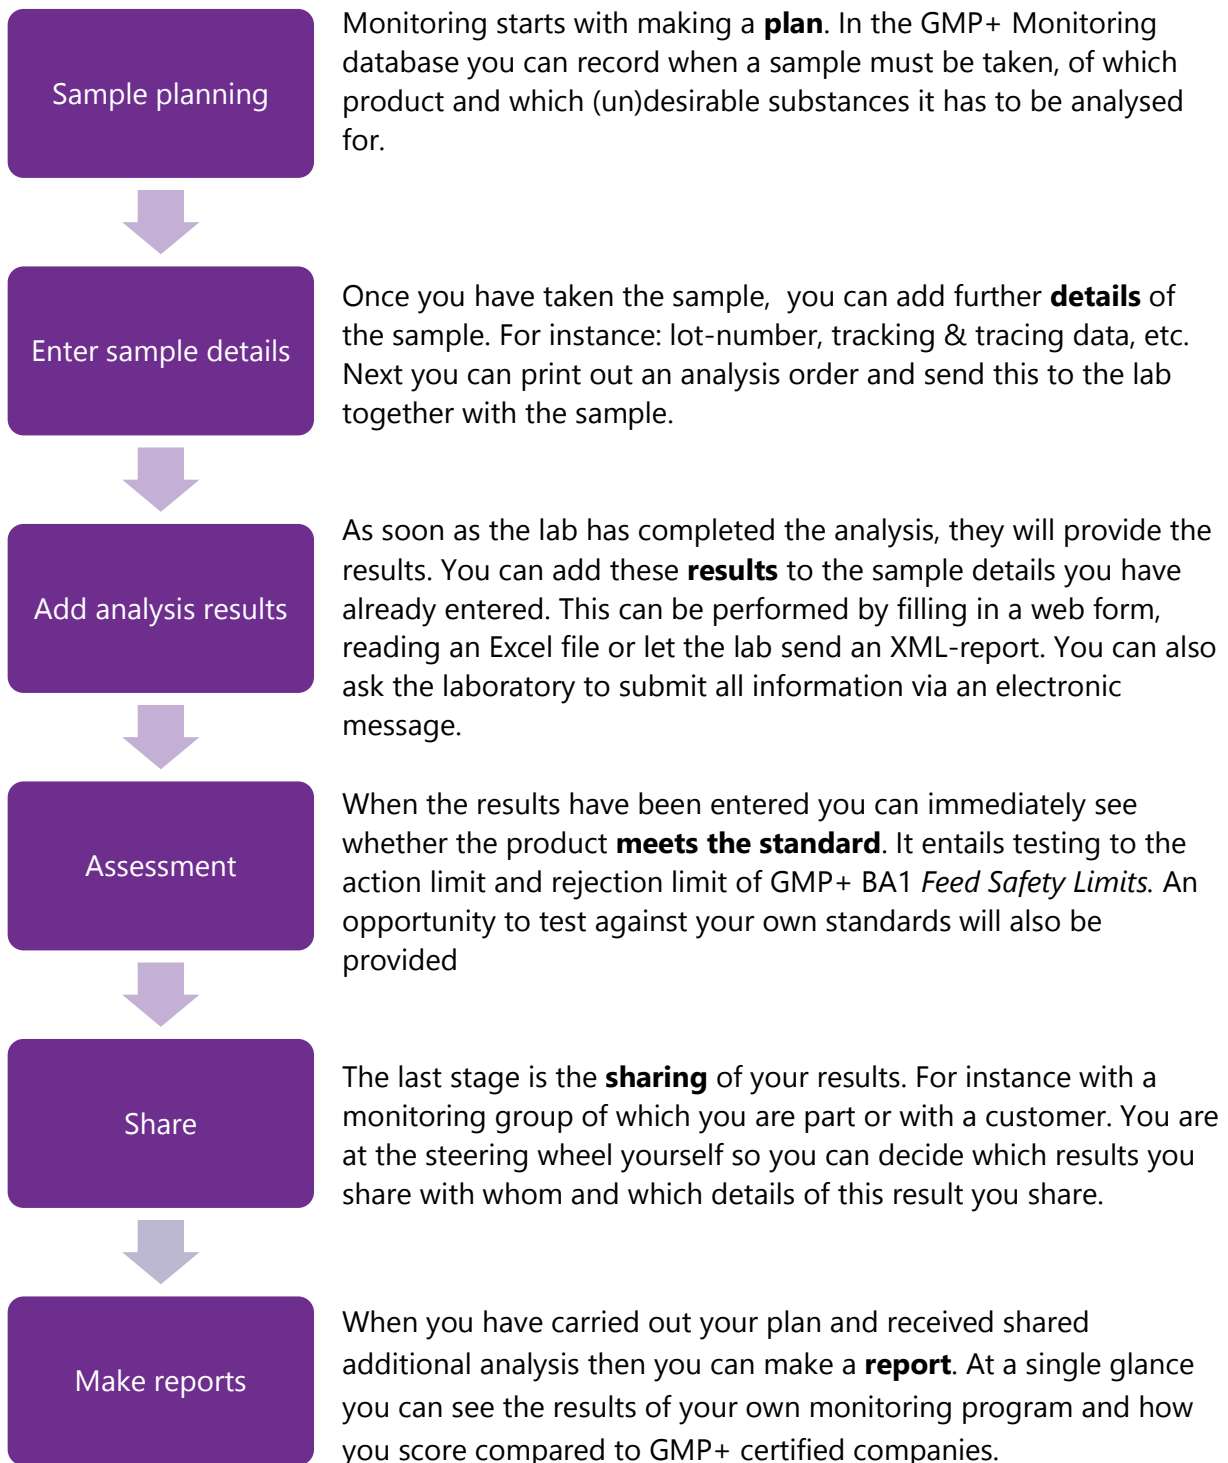 Sample planning
Monitoring starts with making a plan. In the GMP+ Monitoring
database you can record when a sample must be taken, of which
product and which (un)desirable substances it has to be analysed
for.
Enter sample details
Once you have taken the sample,  you can add further details of
the sample. For instance: lot-number, tracking & tracing data, etc.
Next you can print out an analysis order and send this to the lab
together with the sample.
Add analysis results
As soon as the lab has completed the analysis, they will provide the
results. You can add these results to the sample details you have
already entered. This can be performed by filling in a web form,
reading an Excel file or let the lab send an XML-report. You can also
ask the laboratory to submit all information via an electronic
message.
Assessment
When the results have been entered you can immediately see
whether the product meets the standard. It entails testing to the
action limit and rejection limit of GMP+ BA1 Feed Safety Limits. An
opportunity to test against your own standards will also be
provided
Share
The last stage is the sharing of your results. For instance with a
monitoring group of which you are part or with a customer. You are
at the steering wheel yourself so you can decide which results you
share with whom and which details of this result you share.
Make reports
When you have carried out your plan and received shared
additional analysis then you can make a report. At a single glance
you can see the results of your own monitoring program and how
you score compared to GMP+ certified companies.